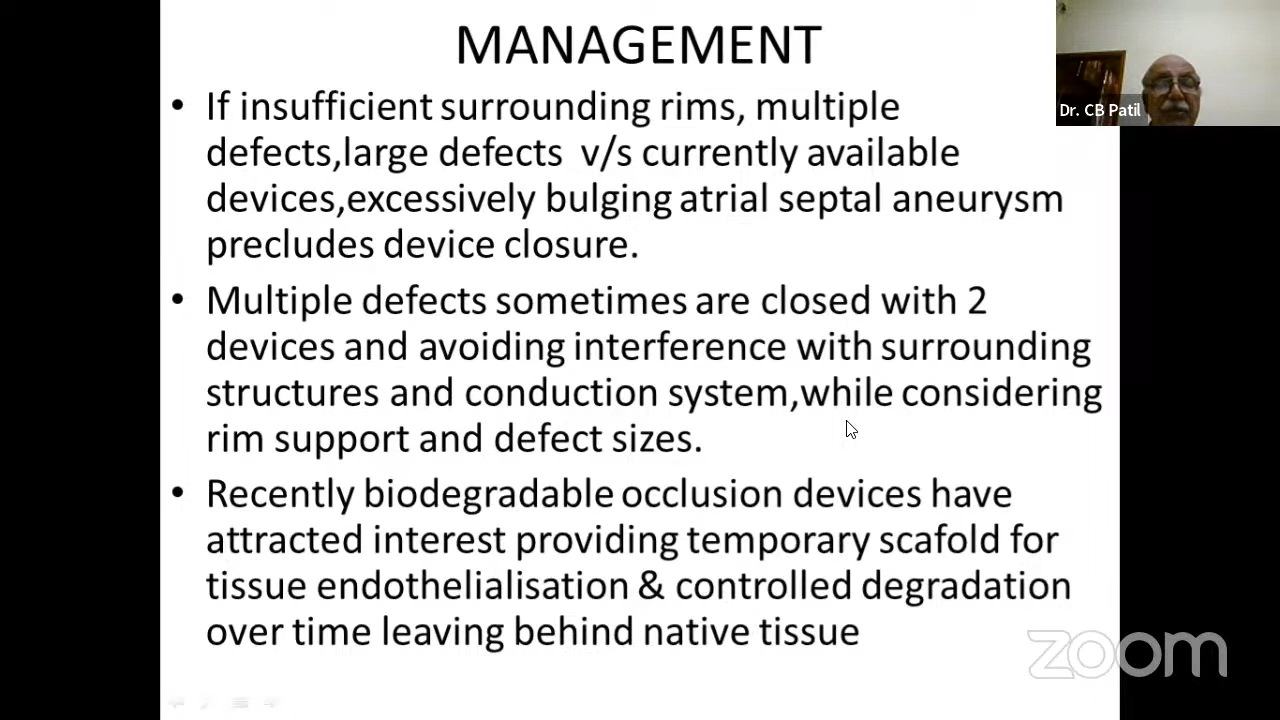 MANAGEMENT
Dr. CB Patil
• If insufficient surrounding rims, multiple
defects,large defects v/s currently available
devices,excessively bulging atrial septal aneurysm
precludes device closure.
• Multiple defects sometimes are closed with 2
devices and avoiding interference with surrounding
structures and conduction system,while considering
rim support and defect sizes.
• Recently biodegradable occlusion devices have
attracted interest providing temporary scafold for
tissue endothelialisation & controlled degradation
over time leaving behind native tissue
zoom